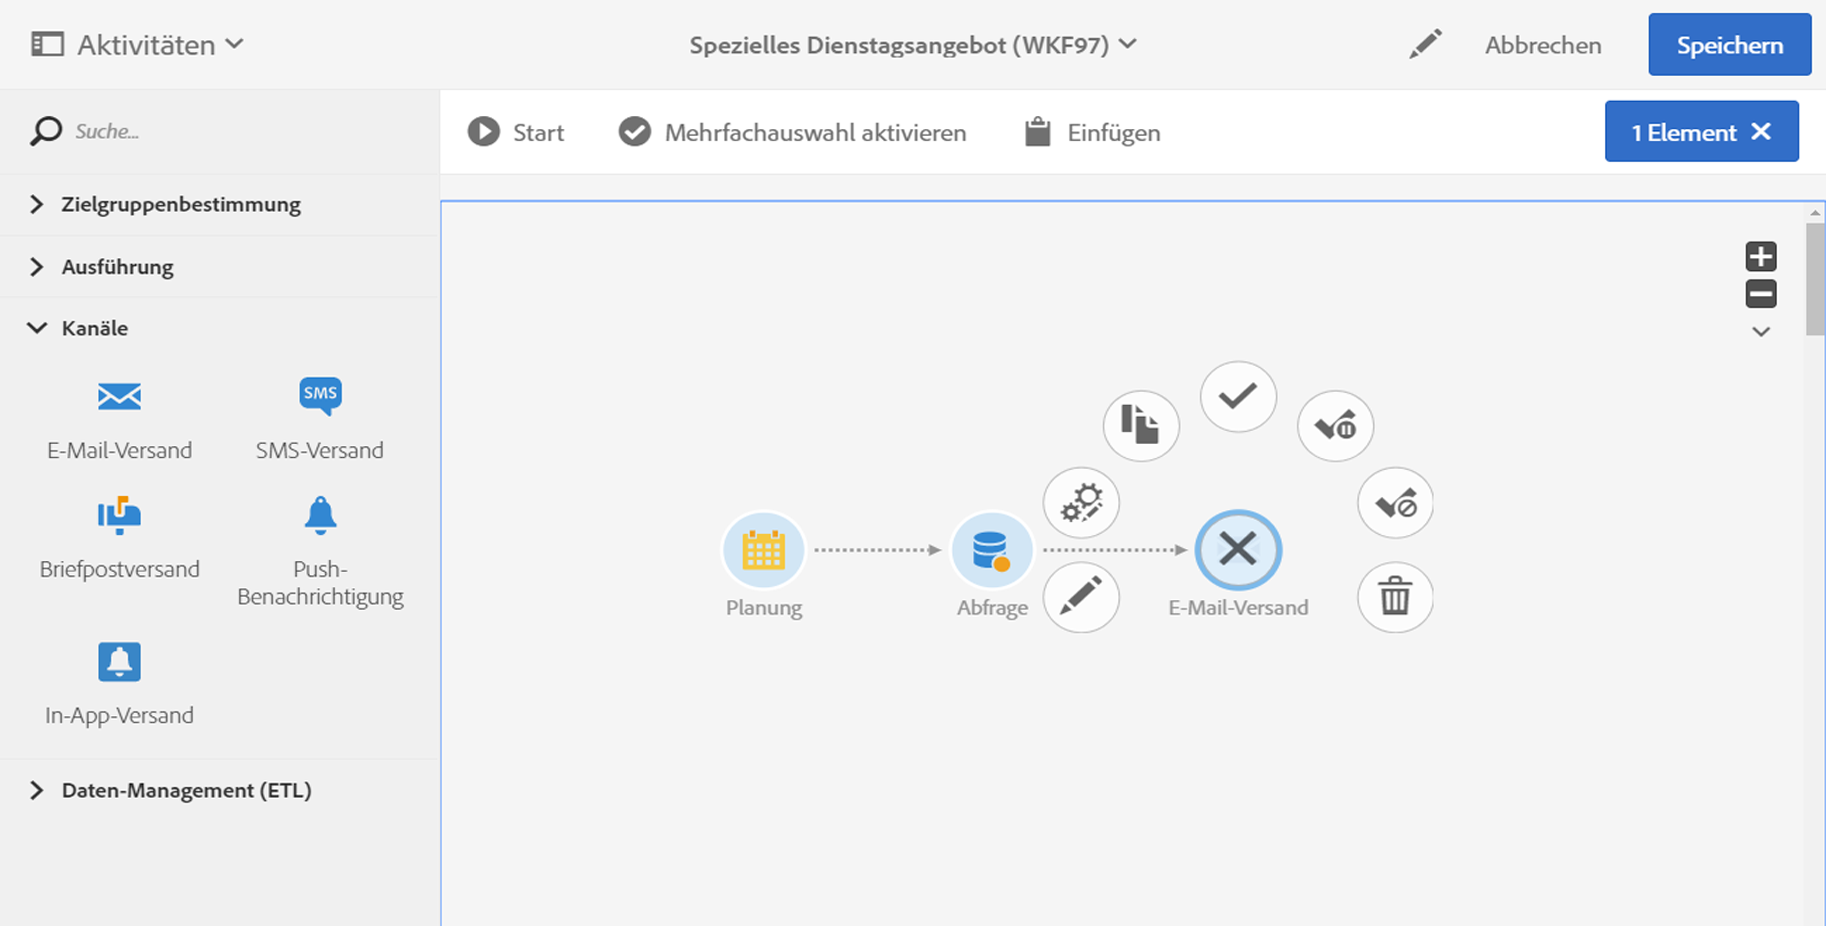 Aktivitäten
Spezielles Dienstagsangebot (WKF97)
Abbrechen
Speichern
Suche...
Start
Mehrfachauswahl aktivieren
Einfügen
1 Element
Zielgruppenbestimmung
Ausführung
Kanäle
SMS
E-Mail-Versand
SMS-Versand
Briefpostversand
Push-
Benachrichtigung
In-App-Versand
Daten-Management (ETL)
Planung
Abfrage
E-Mail-Versand